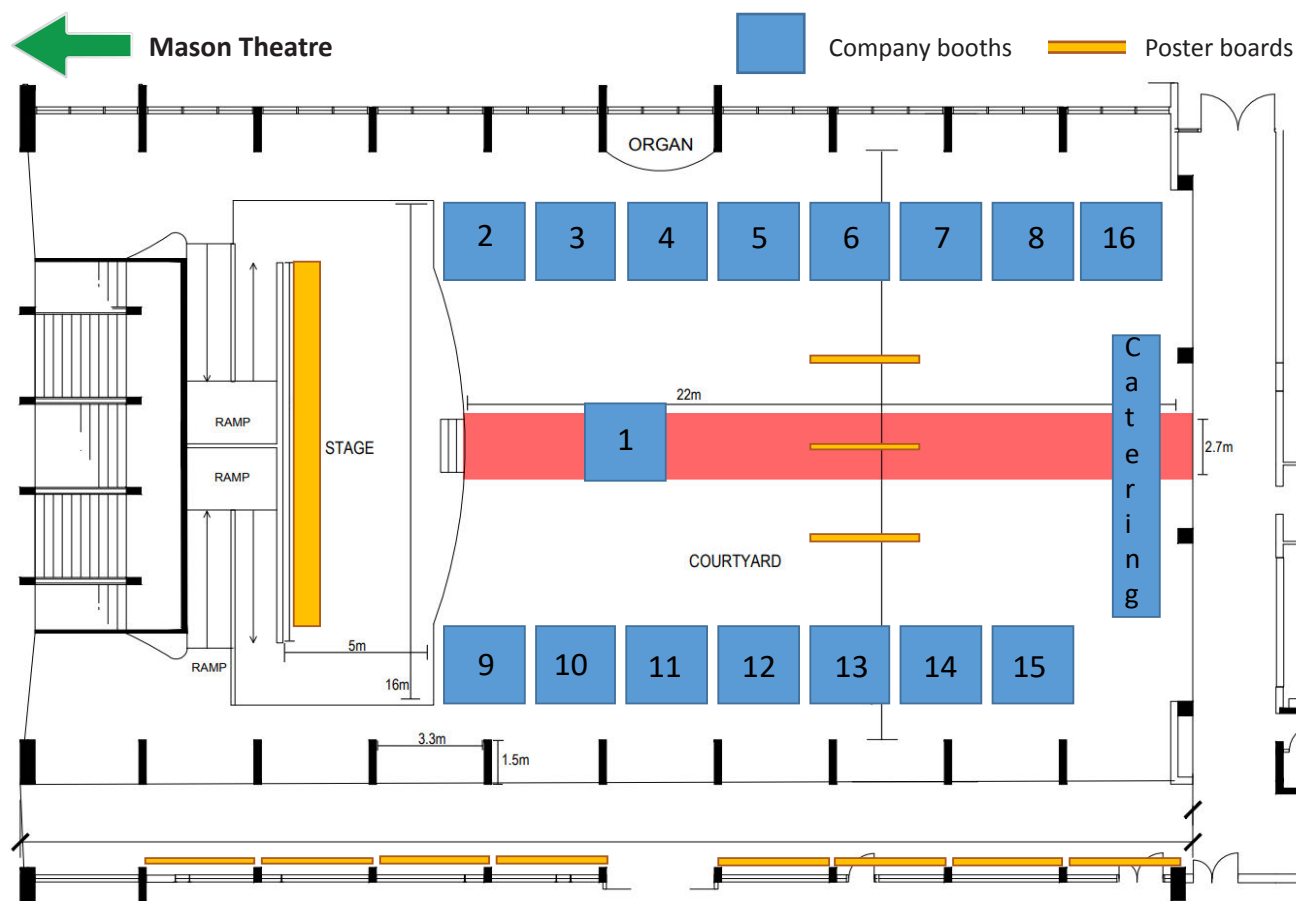 Mason Theatre
Company booths
Poster boards
ORGAN
2 3 4 5 6 7 8 16
22m
Catering
RAMP
STAGE
1
2.7m
RAMP
COURTYARD
9 10 11 12 13 14 15
5m
RAMP
16m
3.3m
1.5m